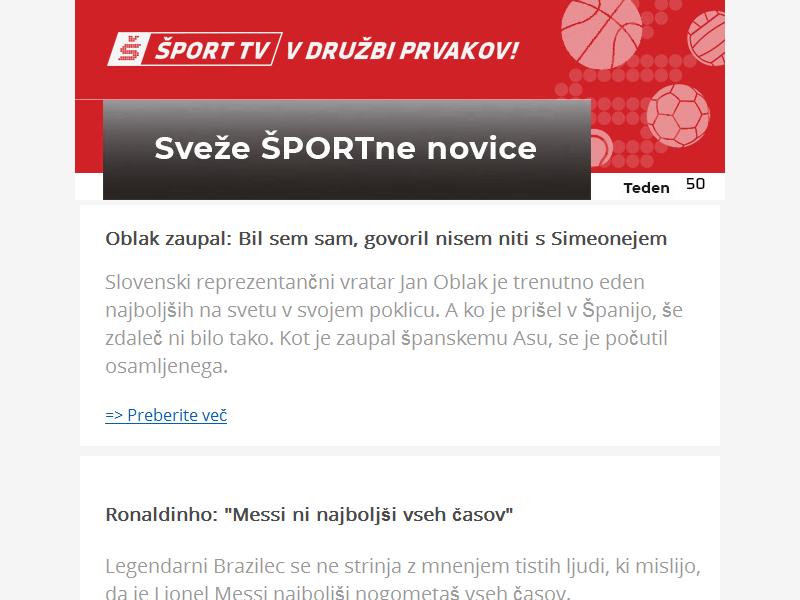 ŠPORT TV V DRUŽBI PRVAKOV!
Sveže ŠPORTne novice
Teden 50
Oblak zaupal: Bil sem sam, govoril nisem niti s Simeonejem
Slovenski reprezentančni vratar Jan Oblak je trenutno eden
najboljših na svetu v svojem poklicu. A ko je prišel v Španijo, še
zdaleč ni bilo tako. Kot je zaupal španskemu Asu, se je počutil
osamljenega.
=> Preberite več
Ronaldinho: "Messi ni najboljši vseh časov"
Legendarni Brazilec se ne strinja z mnenjem tistih ljudi, ki mislijo,
da je Lionel Messi najboljši nogometaš vseh časov.